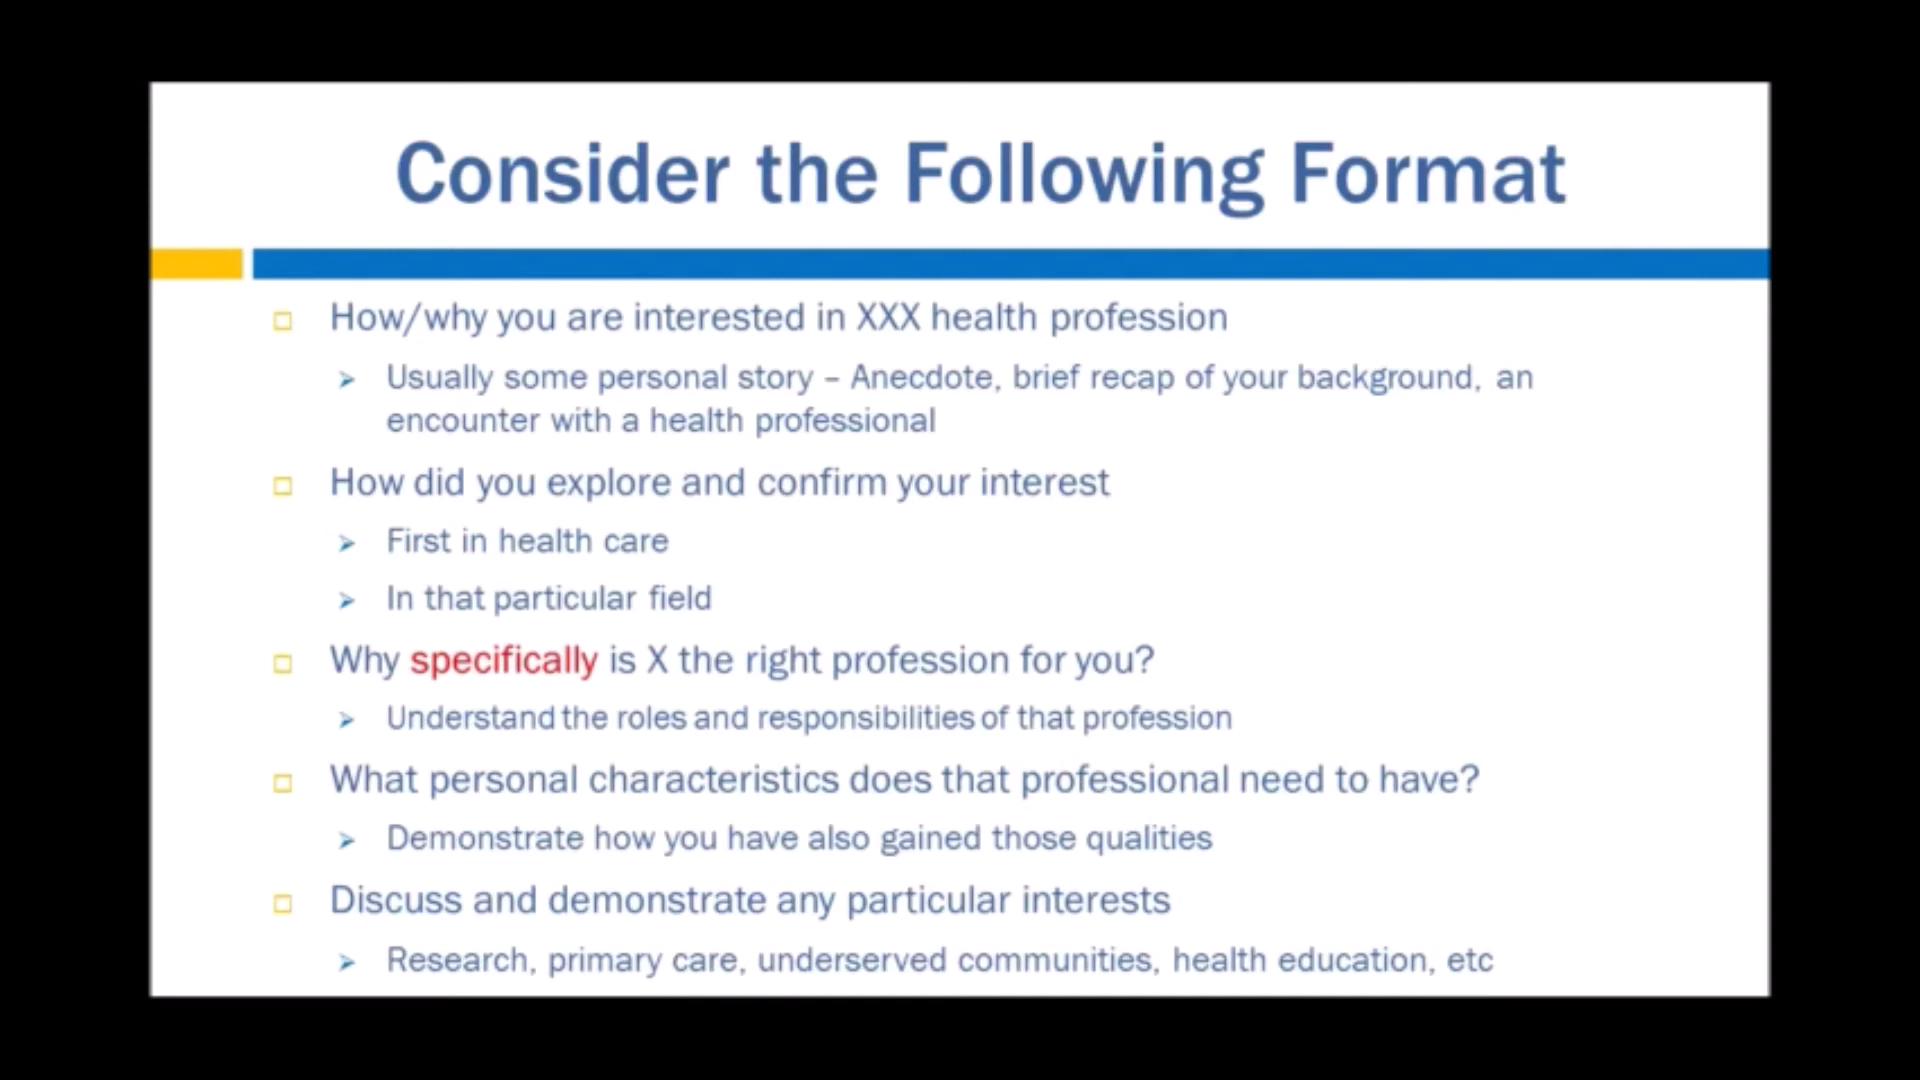 Consider the Following Format
How/why you are interested in XXX health profession
Usually some personal story – Anecdote, brief recap of your background, an
encounter with a health professional
How did you explore and confirm your interest
First in health care
In that particular field
Why specifically is X the right profession for you?
Understand the roles and responsibilities of that profession
What personal characteristics does that professional need to have?
Demonstrate how you have also gained those qualities
Discuss and demonstrate any particular interests
Research, primary care, underserved communities, health education, etc